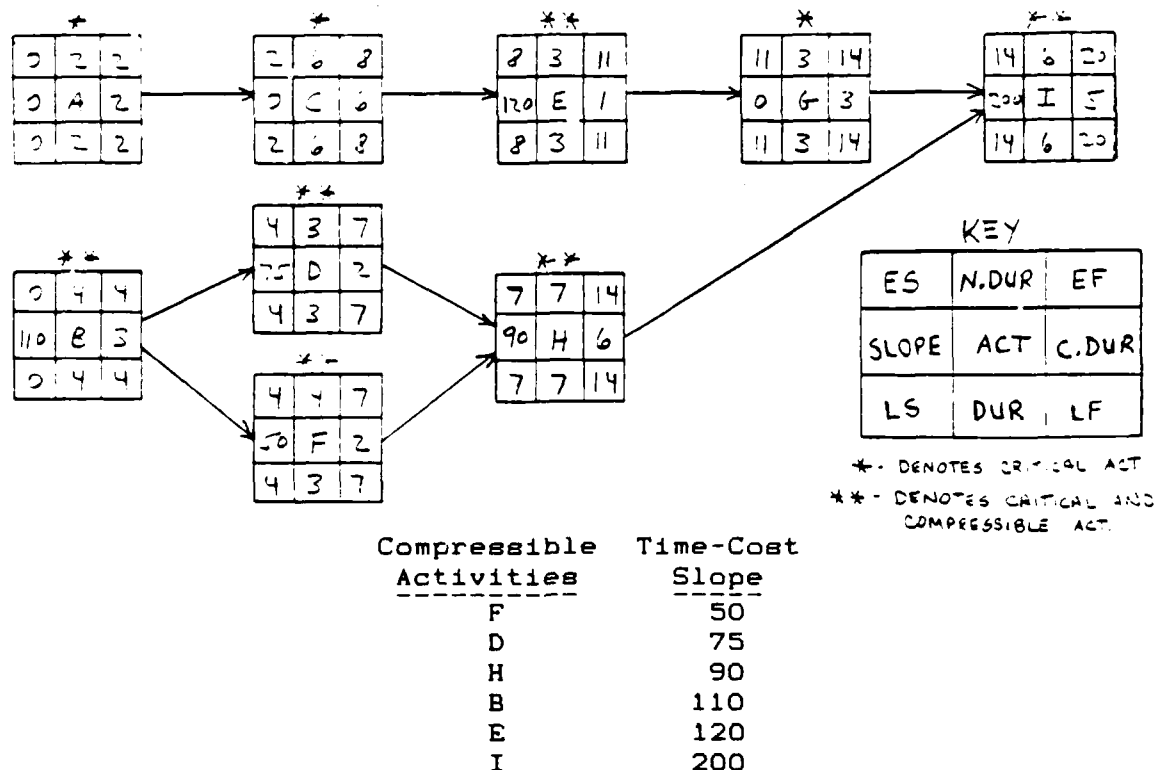 * * ** * **
2 2 2 6 8 8 3 11 11 3 14 14 6 20
A 2 C 6 120 E 1 0 G 3 200 I 5
2 2 6 8 8 3 11 11 3 14 14 6 20
**
4 3 7
75 D 2
4 3 7
**
0 4 4
110 B 3
0 4 4
**
7 7 14
90 H 6
7 7 14
4 4 7
50 F 2
4 3 7
KEY
ES N.DUR EF
SLOPE ACT C.DUR
LS DUR LF
* - DENOTES CRITICAL ACT
** - DENOTES CRITICAL AND
COMPRESSIBLE ACT.
Compressible Time-Cost
Activities Slope
F 50
D 75
H 90
B 110
E 120
I 200